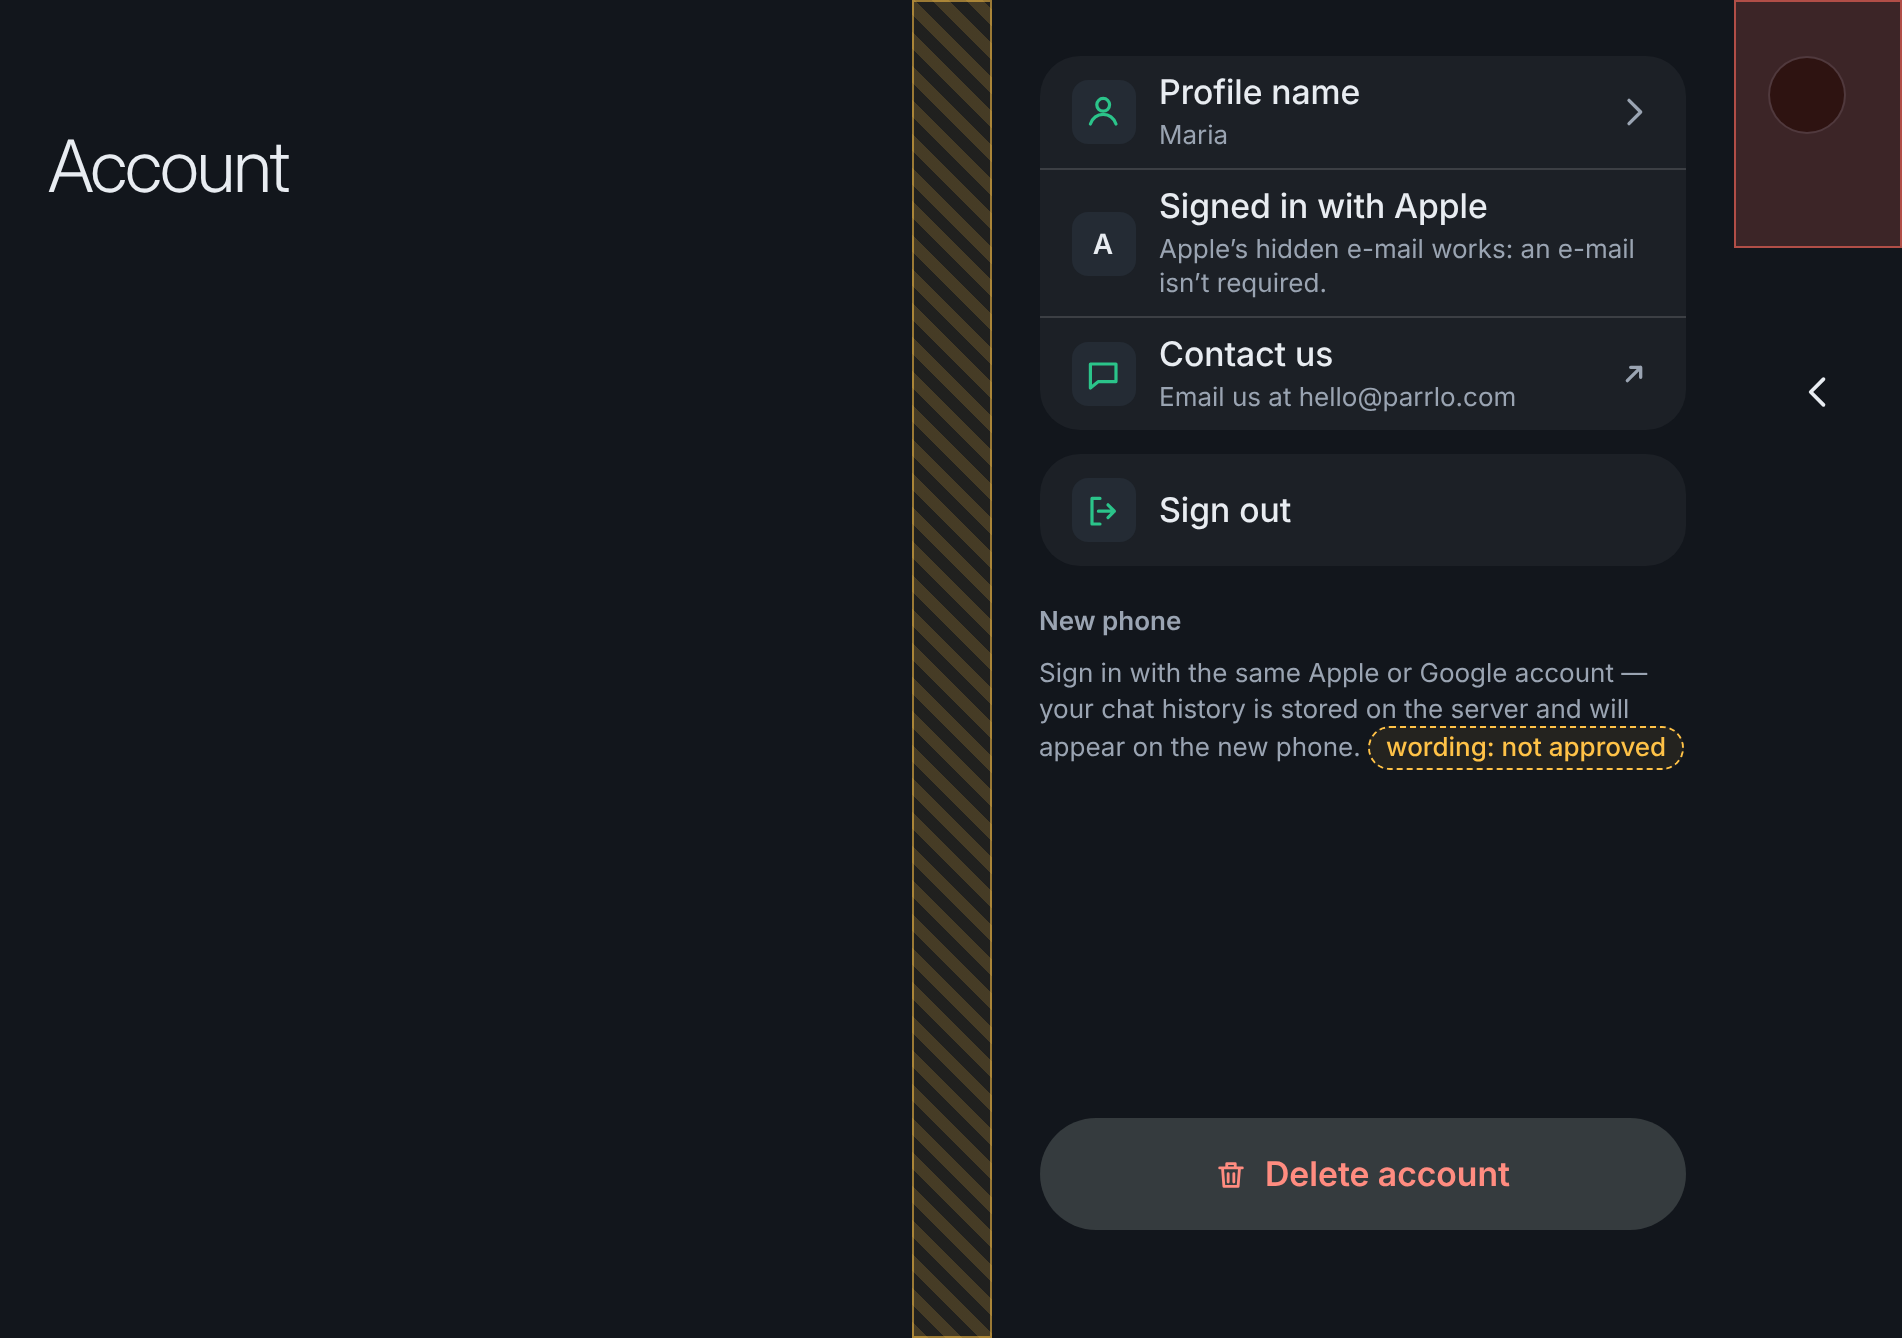 Account
Profile name
Maria
A
Signed in with Apple
Apple’s hidden e-mail works: an e-mail
isn’t required.
Contact us
Email us at hello@parrlo.com
Sign out
New phone
Sign in with the same Apple or Google account —
your chat history is stored on the server and will
appear on the new phone. wording: not approved
Delete account